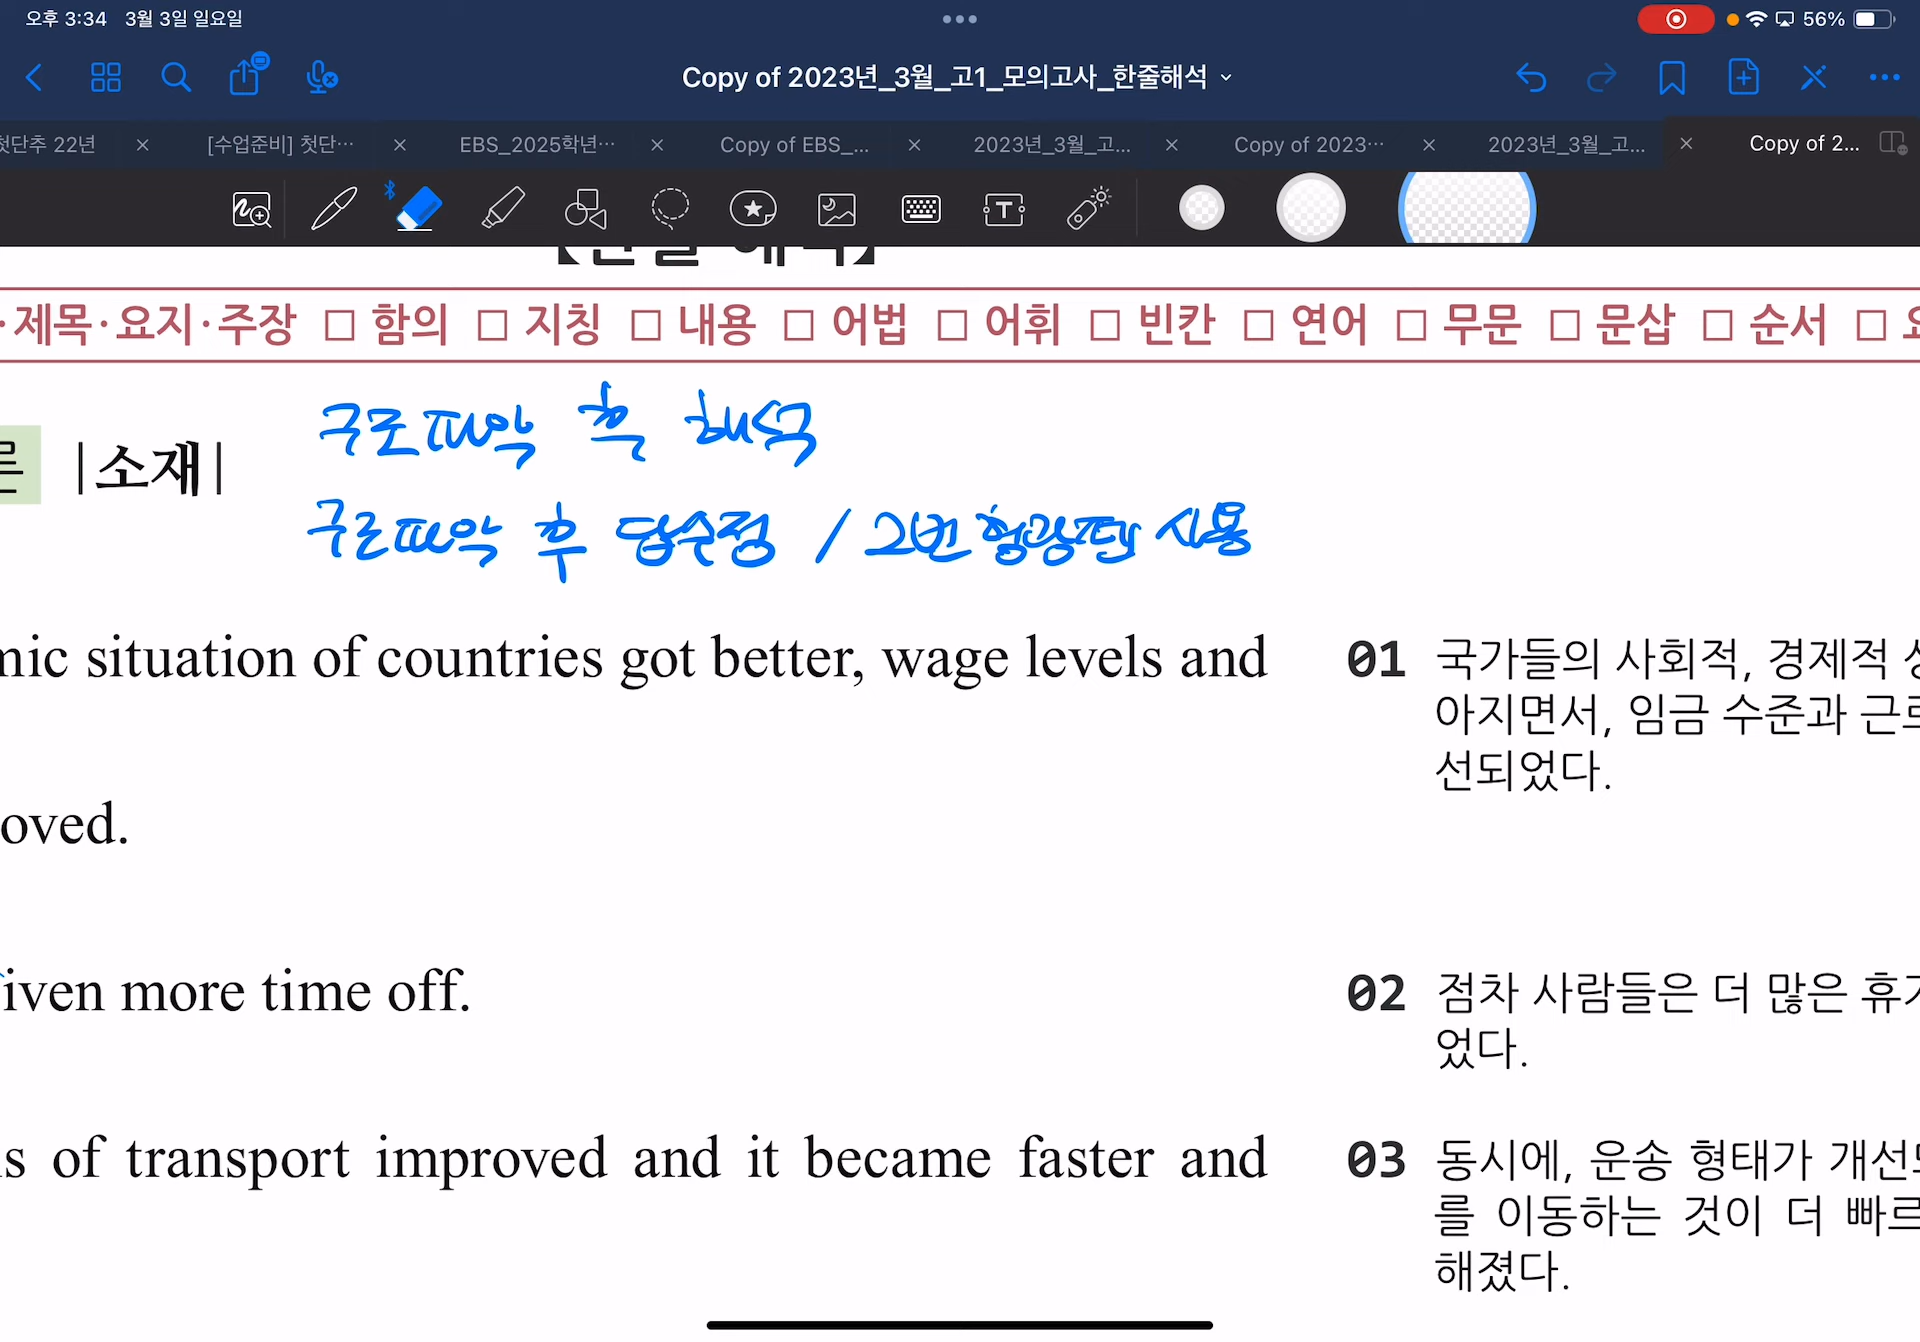 오후 3:34 3월 3일 일요일 56%
Copy of 2023년_3월_고1_모의고사_한줄해석
첫단추 22년 [수업준비] 첫단… EBS_2025학년… Copy of EBS_... 2023년_3월_고... Copy of 2023… 2023년_3월_고... Copy of 2...
·제목·요지·주장 □ 함의 □ 지칭 □ 내용 □ 어법 □ 어휘 □ 빈칸 □ 연어 □ 무문 □ 문삽 □ 순서 □
구조파악 후 해석
|소재|
구조파악 후 답수정 / 2번 형광펜 사용
mic situation of countries got better, wage levels and
oved.
01 국가들의 사회적, 경제적
아지면서, 임금 수준과 근로
선되었다.
iven more time off.
02 점차 사람들은 더 많은 휴가
었다.
s of transport improved and it became faster and
03 동시에, 운송 형태가 개선되
를 이동하는 것이 더 빠르
해졌다.